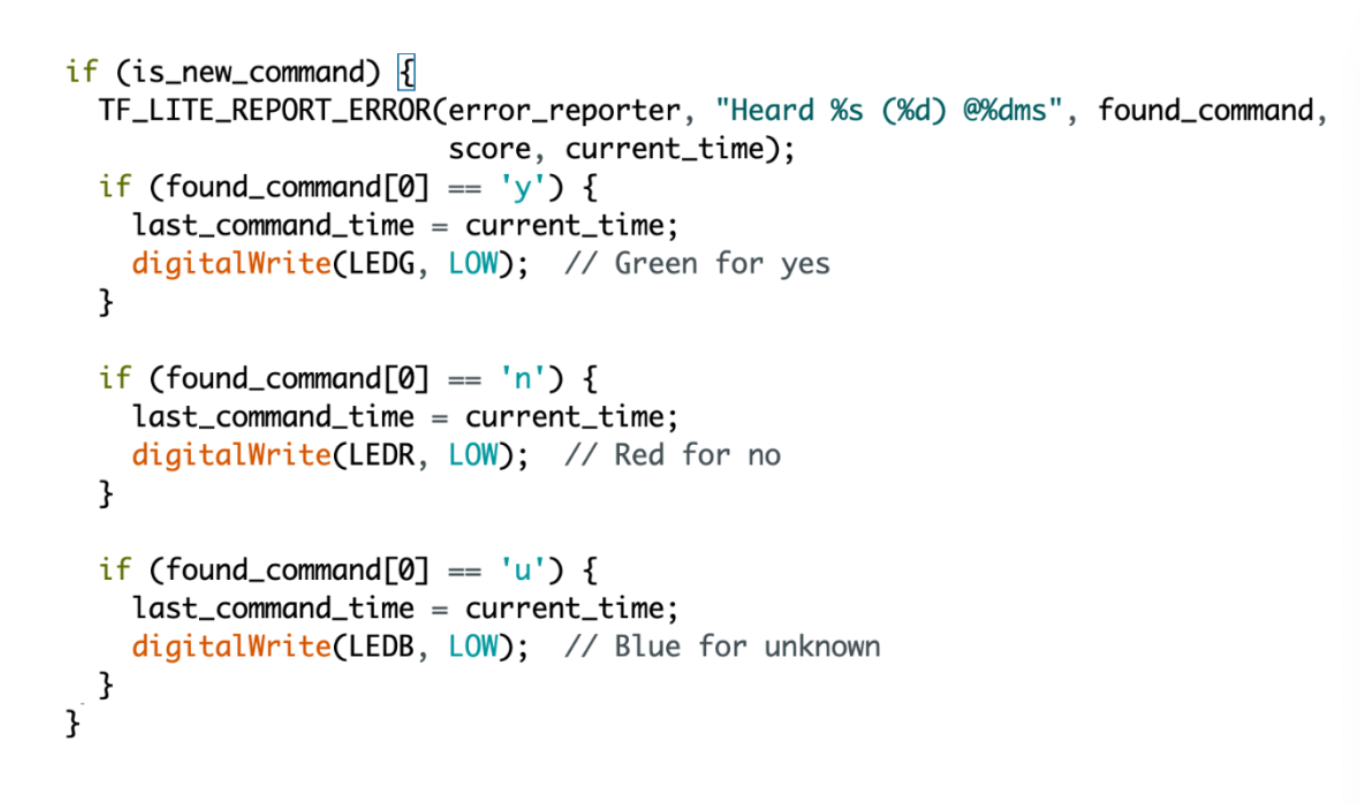 if (is_new_command) {
TF_LITE_REPORT_ERROR(error_reporter, "Heard %s (%d) @%dms", found_command,
score, current_time);
if (found_command[0] == 'y') {
last_command_time = current_time;
digitalWrite(LEDG, LOW);  // Green for yes
}
if (found_command[0] == 'n') {
last_command_time = current_time;
digitalWrite(LEDR, LOW);  // Red for no
}
if (found_command[0] == 'u') {
last_command_time = current_time;
digitalWrite(LEDB, LOW);  // Blue for unknown
}
}